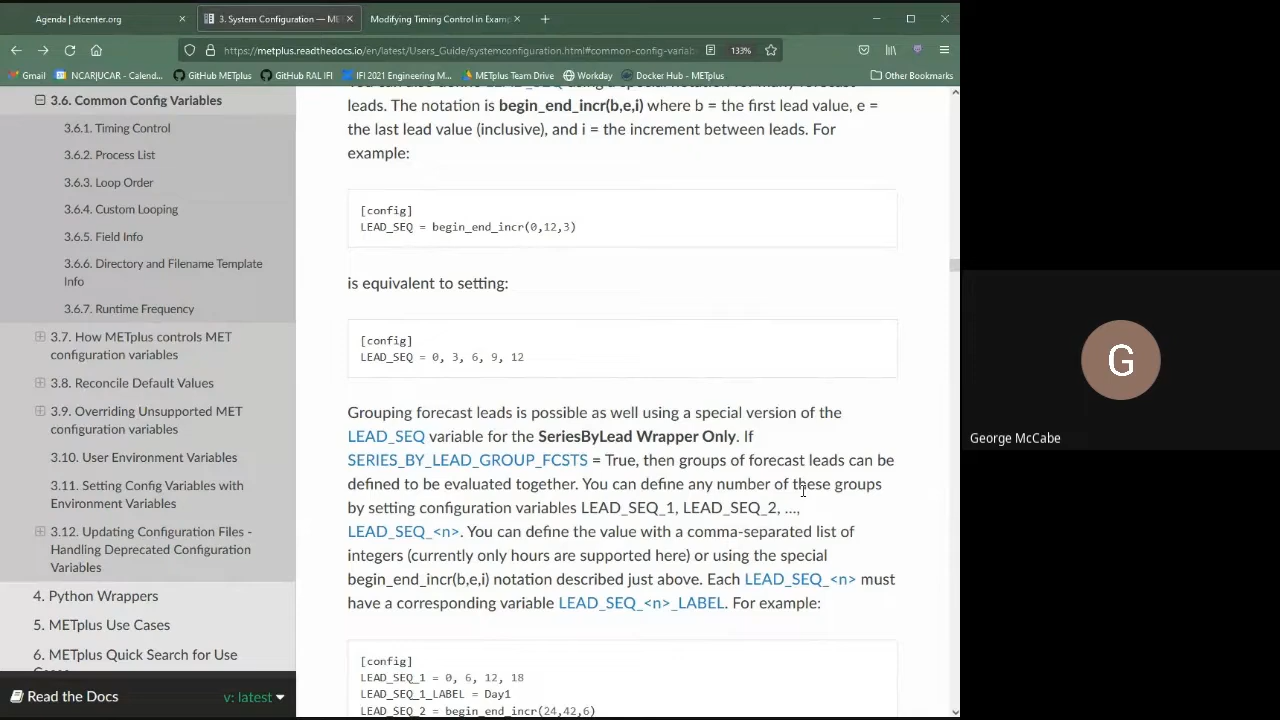 Agenda | dtcenter.org
3. System Configuration — ME
Modifying Timing Control in Examp
https://metplus.readthedocs.io/en/latest/Users_Guide/systemconfiguration.html#common-config-variab
133%
Gmail
NCAR|UCAR - Calend...
GitHub METplus
GitHub RAL IFI
IFI 2021 Engineering M...
METplus Team Drive
Workday
Docker Hub - METplus
Other Bookmarks
3.6. Common Config Variables
3.6.1. Timing Control
3.6.2. Process List
3.6.3. Loop Order
3.6.4. Custom Looping
3.6.5. Field Info
3.6.6. Directory and Filename Template
Info
3.6.7. Runtime Frequency
3.7. How METplus controls MET
configuration variables
3.8. Reconcile Default Values
3.9. Overriding Unsupported MET
configuration variables
3.10. User Environment Variables
3.11. Setting Config Variables with
Environment Variables
3.12. Updating Configuration Files -
Handling Deprecated Configuration
Variables
4. Python Wrappers
5. METplus Use Cases
6. METplus Quick Search for Use
Read the Docs
v: latest
leads. The notation is begin_end_incr(b,e,i) where b = the first lead value, e =
the last lead value (inclusive), and i = the increment between leads. For
example:
[config]
LEAD_SEQ = begin_end_incr(0,12,3)
is equivalent to setting:
[config]
LEAD_SEQ = 0, 3, 6, 9, 12
Grouping forecast leads is possible as well using a special version of the
LEAD_SEQ variable for the SeriesByLead Wrapper Only. If
SERIES_BY_LEAD_GROUP_FCSTS = True, then groups of forecast leads can be
defined to be evaluated together. You can define any number of these groups
by setting configuration variables LEAD_SEQ_1, LEAD_SEQ_2, ...,
LEAD_SEQ_<n>. You can define the value with a comma-separated list of
integers (currently only hours are supported here) or using the special
begin_end_incr(b,e,i) notation described just above. Each LEAD_SEQ_<n> must
have a corresponding variable LEAD_SEQ_<n>_LABEL. For example:
[config]
LEAD_SEQ_1 = 0, 6, 12, 18
LEAD_SEQ_1_LABEL = Day1
LEAD_SEQ_2 = begin_end_incr(24,42,6)
G
George McCabe